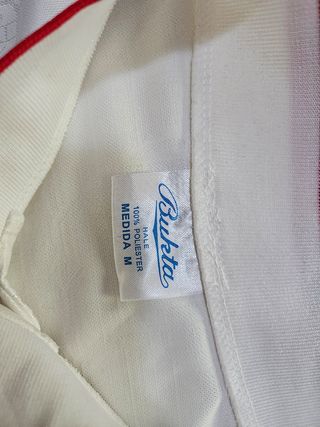 Bukta
HALE
100% POLIESTER
MEDIDA M